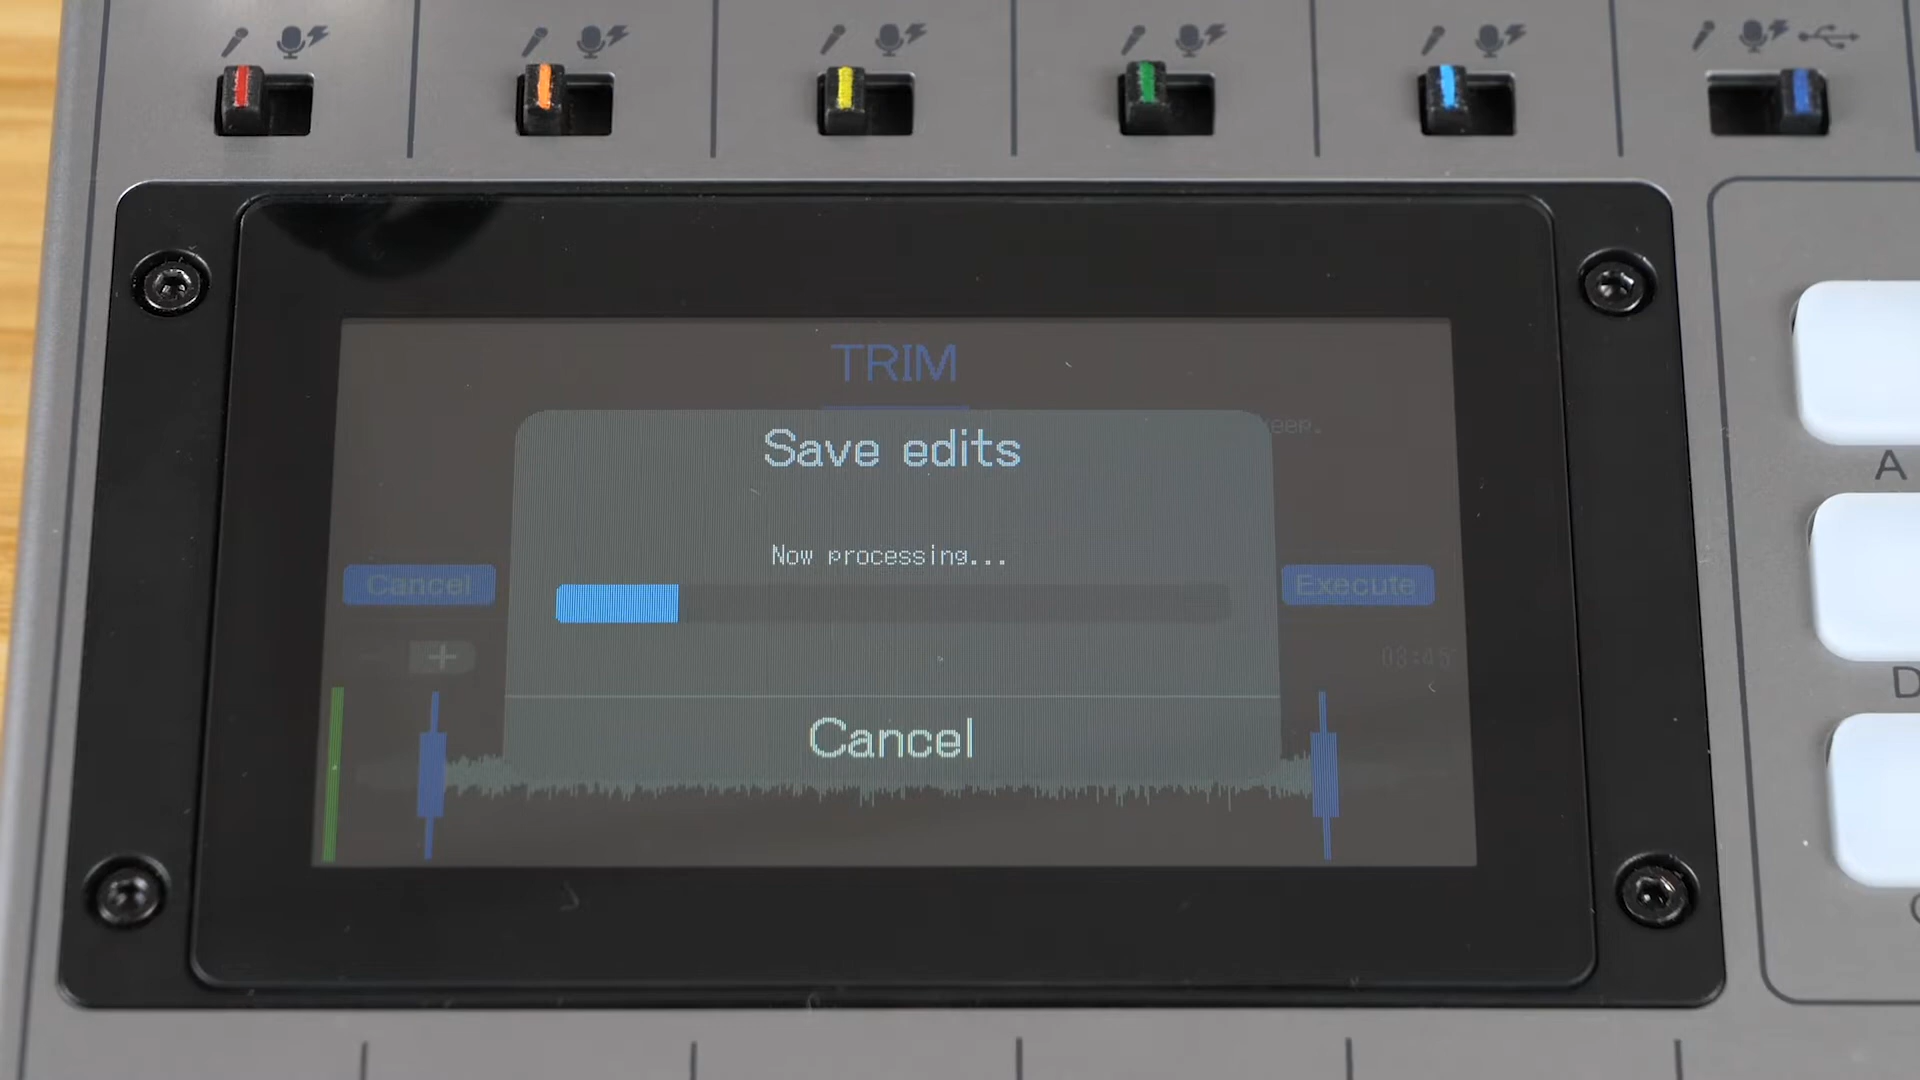 TRIM
Save edits
Now processing...
Cancel
Execute
+
Cancel
A
D